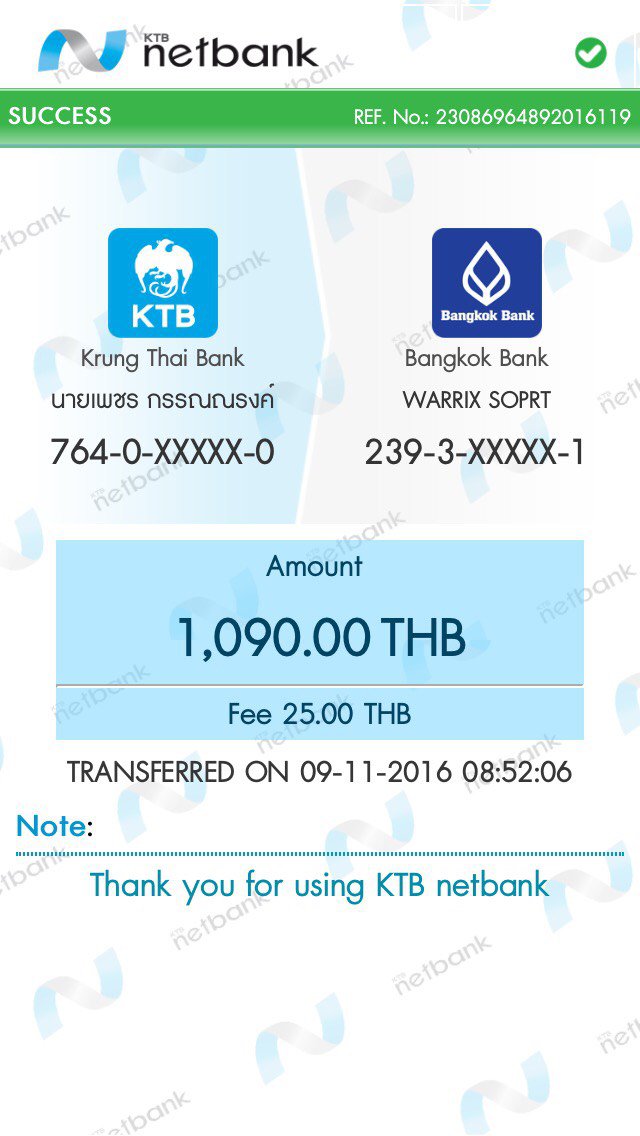 KTB
netbank
SUCCESS
REF. No.: 23086964892016119
KTB
Bangkok Bank
Krung Thai Bank
Bangkok Bank
นายเพชร กรรณณรงค์
WARRIX SOPRT
764-0-XXXXX-0
239-3-XXXXX-1
Amount
1,090.00 THB
Fee 25.00 THB
TRANSFERRED ON 09-11-2016 08:52:06
Note:
Thank you for using KTB netbank